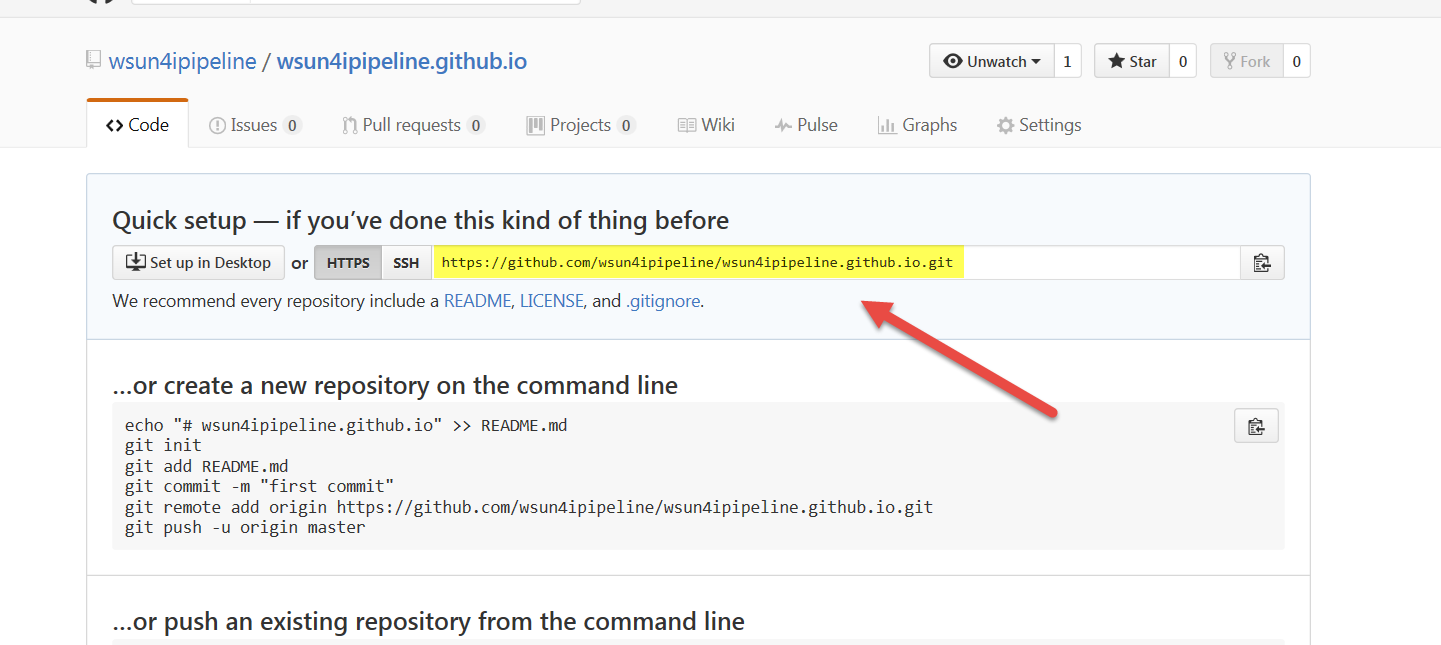 wsun4ipipeline / wsun4ipipeline.github.io
Unwatch 1 Star 0 Fork 0
Code Issues 0 Pull requests 0 Projects 0 Wiki Pulse Graphs Settings
Quick setup — if you’ve done this kind of thing before
Set up in Desktop or HTTPS SSH https://github.com/wsun4ipipeline/wsun4ipipeline.github.io.git
We recommend every repository include a README, LICENSE, and .gitignore.
…or create a new repository on the command line
echo "# wsun4ipipeline.github.io" >> README.md
git init
git add README.md
git commit -m "first commit"
git remote add origin https://github.com/wsun4ipipeline/wsun4ipipeline.github.io.git
git push -u origin master
…or push an existing repository from the command line